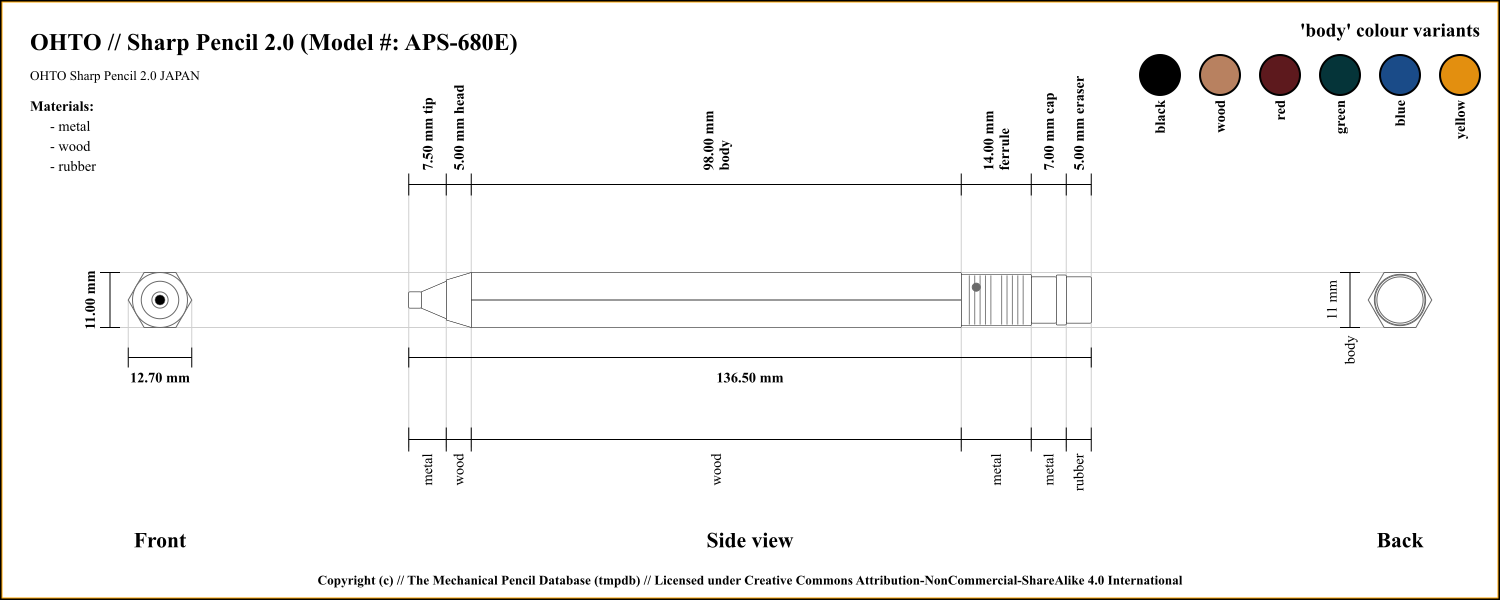 OHTO // Sharp Pencil 2.0 (Model #: APS-680E)
OHTO Sharp Pencil 2.0 JAPAN
Materials:
- metal
- wood
- rubber
'body' colour variants
black
wood
red
green
blue
yellow
7.50 mm tip
5.00 mm head
98.00 mm
body
14.00 mm
ferrule
7.00 mm cap
5.00 mm eraser
11.00 mm
12.70 mm
136.50 mm
11 mm
body
metal
wood
wood
metal
metal
rubber
Front
Side view
Back
Copyright (c) // The Mechanical Pencil Database (tmpdb) // Licensed under Creative Commons Attribution-NonCommercial-ShareAlike 4.0 International